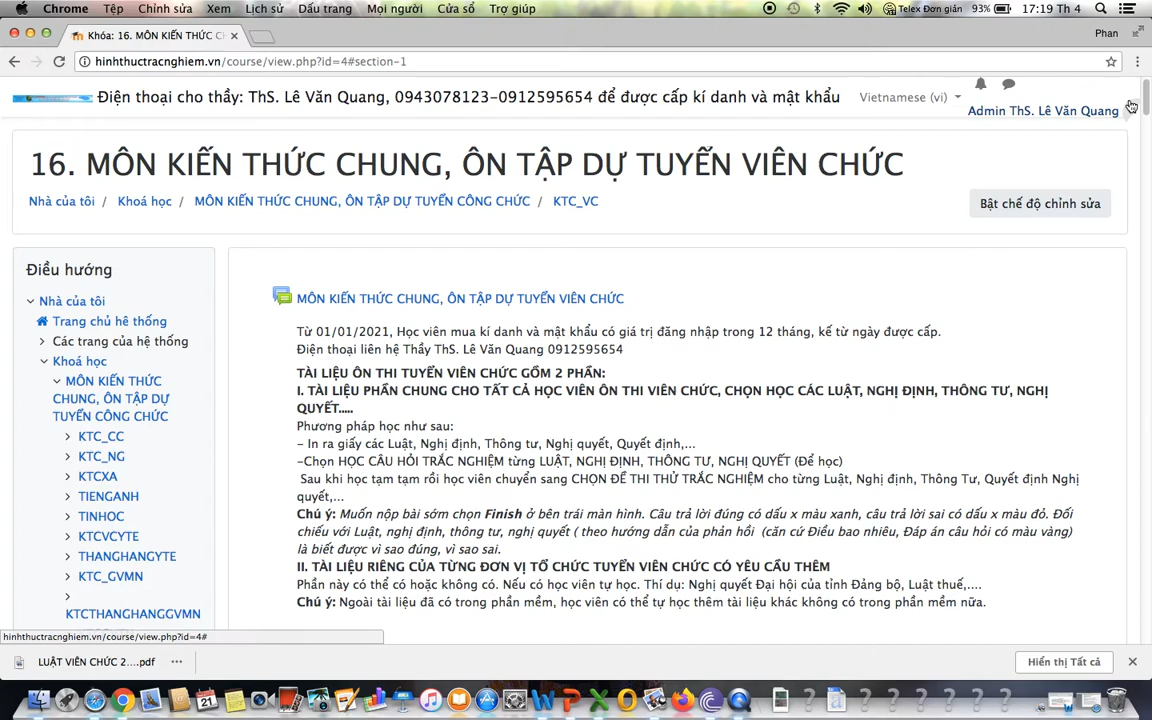 Chrome Tệp Chỉnh sửa Xem Lịch sử Dấu trang Mọi người Cửa sổ Trợ giúp Telex Đơn giản 93% 17:19 Th 4
Khóa: 16. MÔN KIẾN THỨC CH Phan
hinhthuctracnghiem.vn/course/view.php?id=4#section-1
Điện thoại cho thầy: ThS. Lê Văn Quang, 0943078123-0912595654 để được cấp kí danh và mật khẩu Vietnamese (vi)
Admin ThS. Lê Văn Quang
16. MÔN KIẾN THỨC CHUNG, ÔN TẬP DỰ TUYỂN VIÊN CHỨC
Nhà của tôi / Khoá học / MÔN KIẾN THỨC CHUNG, ÔN TẬP DỰ TUYỂN CÔNG CHỨC / KTC_VC
Bật chế độ chỉnh sửa
Điều hướng
Nhà của tôi
Trang chủ hê thống
Các trang của hệ thống
Khoá học
MÔN KIẾN THỨC
CHUNG, ÔN TẬP DỰ
TUYỂN CÔNG CHỨC
KTC_CC
KTC_NG
KTCXA
TIENGANH
TINHOC
KTCVCYTE
THANGHANGYTE
KTC_GVMN
KTCTHANGHANGGVMN
MÔN KIẾN THỨC CHUNG, ÔN TẬP DỰ TUYỂN VIÊN CHỨC
Từ 01/01/2021, Học viên mua kí danh và mật khẩu có giá trị đăng nhập trong 12 tháng, kể từ ngày được cấp.
Điện thoại liên hệ Thầy ThS. Lê Văn Quang 0912595654
TÀI LIỆU ÔN THI TUYỂN VIÊN CHỨC GỒM 2 PHẦN:
I. TÀI LIỆU PHẦN CHUNG CHO TẤT CẢ HỌC VIÊN ÔN THI VIÊN CHỨC, CHỌN HỌC CÁC LUẬT, NGHỊ ĐỊNH, THÔNG TƯ, NGHỊ
QUYẾT.....
Phương pháp học như sau:
- In ra giấy các Luật, Nghị định, Thông tư, Nghị quyết, Quyết định,...
-Chọn HỌC CÂU HỎI TRẮC NGHIỆM từng LUẬT, NGHỊ ĐỊNH, THÔNG TƯ, NGHỊ QUYẾT (Để học)
Sau khi học tạm tạm rồi học viên chuyển sang CHỌN ĐỀ THI THỬ TRẮC NGHIỆM cho từng Luật, Nghị định, Thông Tư, Quyết định Nghị
quyết,...
Chú ý: Muốn nộp bài sớm chọn Finish ở bên trái màn hình. Câu trả lời đúng có dấu x màu xanh, câu trả lời sai có dấu x màu đỏ. Đối
chiếu với Luật, nghị định, thông tư, nghị quyết ( theo hướng dẫn của phản hồi (căn cứ Điều bao nhiêu, Đáp án câu hỏi có màu vàng)
là biết được vì sao đúng, vì sao sai.
II. TÀI LIỆU RIÊNG CỦA TỪNG ĐƠN VỊ TỔ CHỨC TUYỂN VIÊN CHỨC CÓ YÊU CẦU THÊM
Phần này có thể có hoặc không có. Nếu có học viên tự học. Thí dụ: Nghị quyết Đại hội của tỉnh Đảng bộ, Luật thuế,....
Chú ý: Ngoài tài liệu đã có trong phần mềm, học viên có thể tự học thêm tài liệu khác không có trong phần mềm nữa.
hinhthuctracnghiem.vn/course/view.php?id=4#
LUẬT VIÊN CHỨC 2....pdf
Hiển thị Tất cả